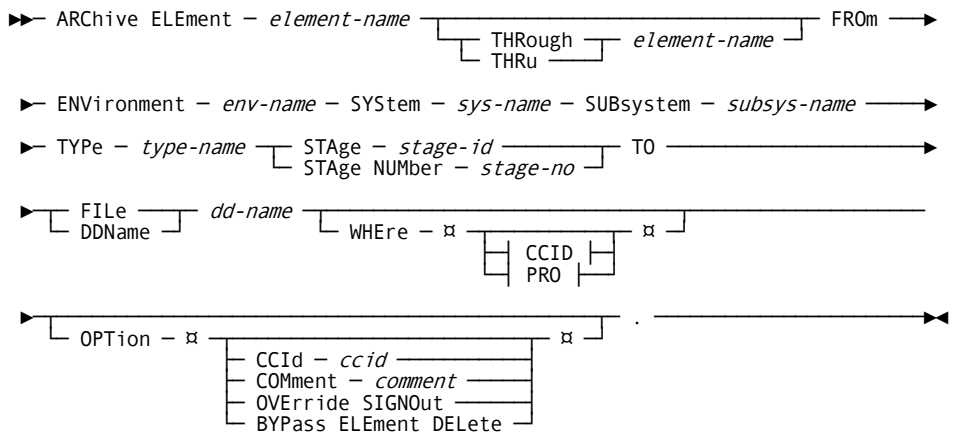 ARChive ELEment — element-name THRough element-name FROm
THRu
ENVironment — env-name — SYStem — sys-name — SUBsystem — subsys-name
TYPe — type-name STAge — stage-id TO
STAge NUMber — stage-no
FILe dd-name
DDName WHEre — ¤ CCID ¤
PRO
OPTion — ¤ ¤ .
CCId — ccid
COMment — comment
OVErride SIGNOut
BYPass ELEment DELete